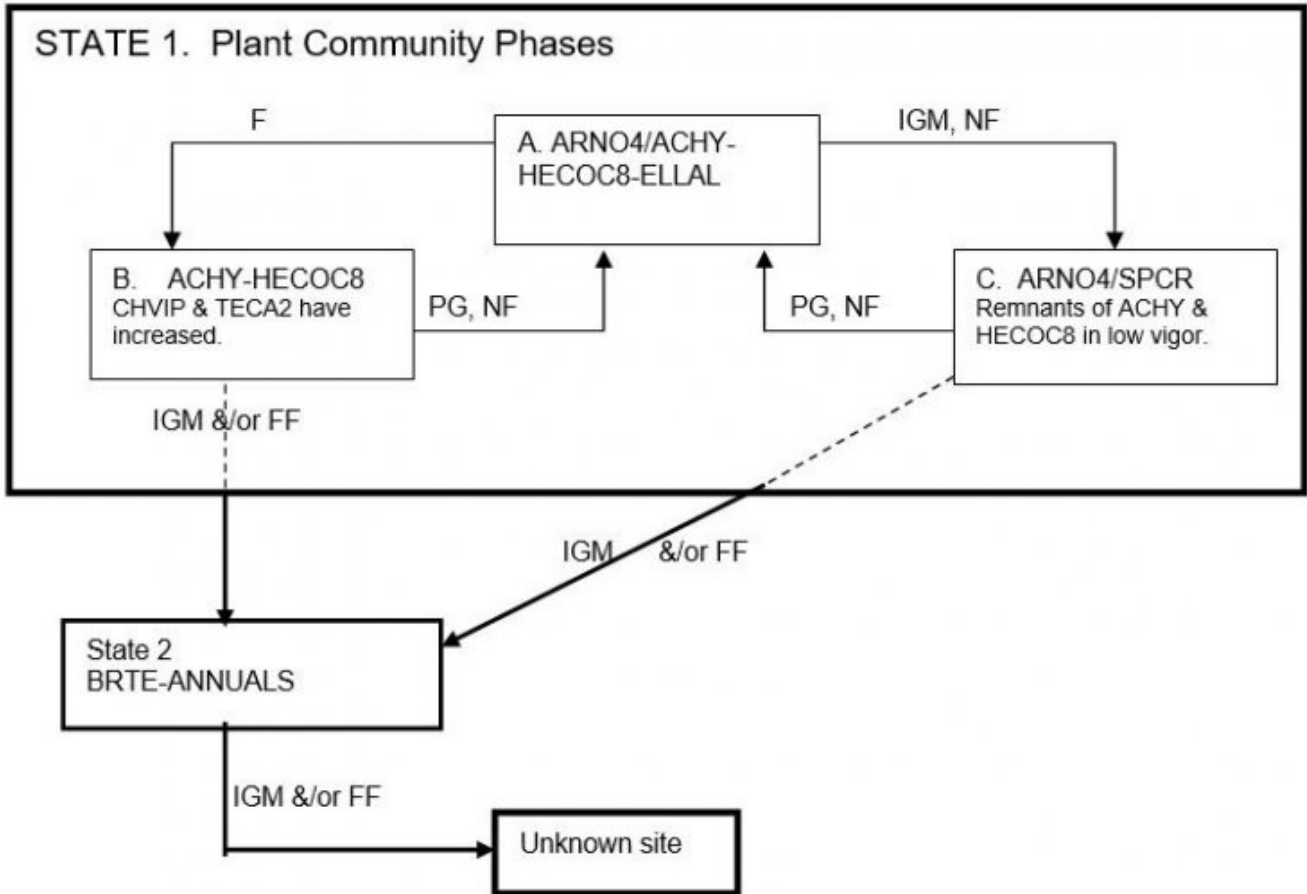 STATE 1. Plant Community Phases
F
IGM, NF
A. ARNO4/ACHY-
HECOC8-ELLAL
B. ACHY-HECOC8
CHVIP & TECA2 have
increased.
PG, NF
PG, NF
C. ARNO4/SPCR
Remnants of ACHY &
HECOC8 in low vigor.
IGM &/or FF
IGM &/or FF
State 2
BRTE-ANNUALS
IGM &/or FF
Unknown site